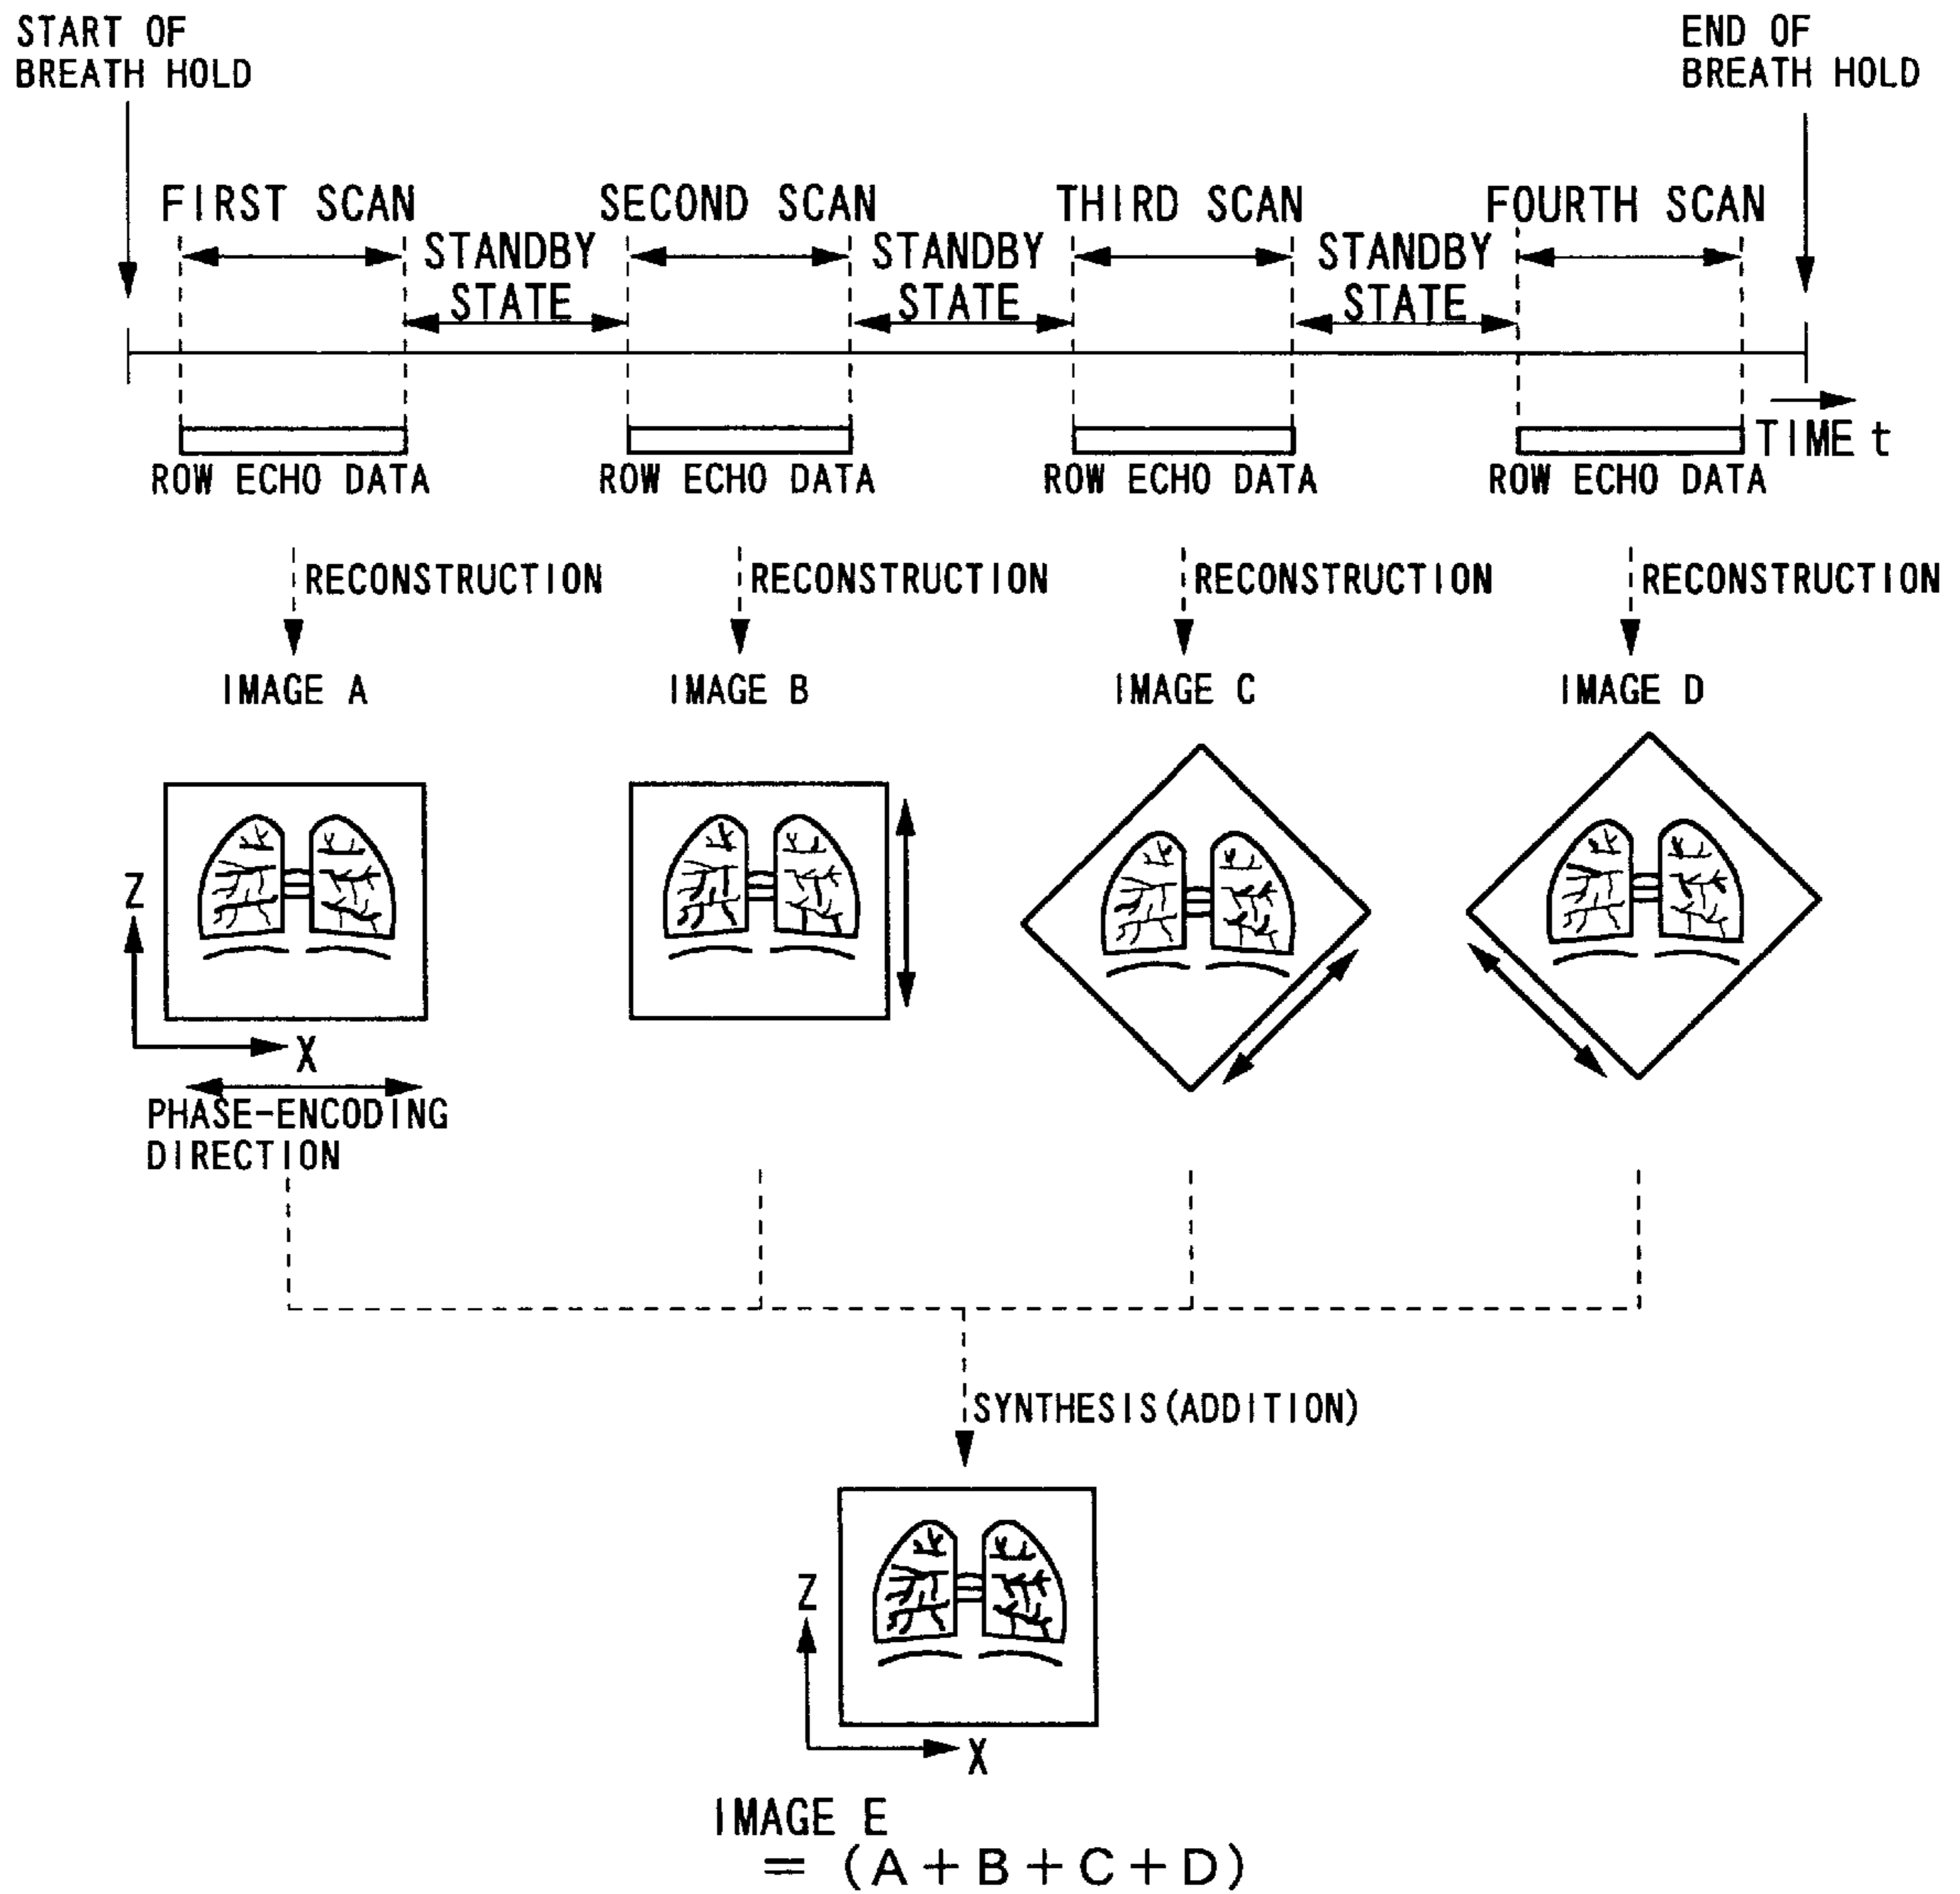 START OF
BREATH HOLD
END OF
BREATH HOLD
FIRST SCAN
SECOND SCAN
THIRD SCAN
FOURTH SCAN
STANDBY
STATE
STANDBY
STATE
STANDBY
STATE
TIME t
ROW ECHO DATA
ROW ECHO DATA
ROW ECHO DATA
ROW ECHO DATA
RECONSTRUCTION
RECONSTRUCTION
RECONSTRUCTION
RECONSTRUCTION
IMAGE A
IMAGE B
IMAGE C
IMAGE D
Z
X
PHASE-ENCODING
DIRECTION
SYNTHESIS(ADDITION)
Z
X
IMAGE E
= (A+B+C+D)